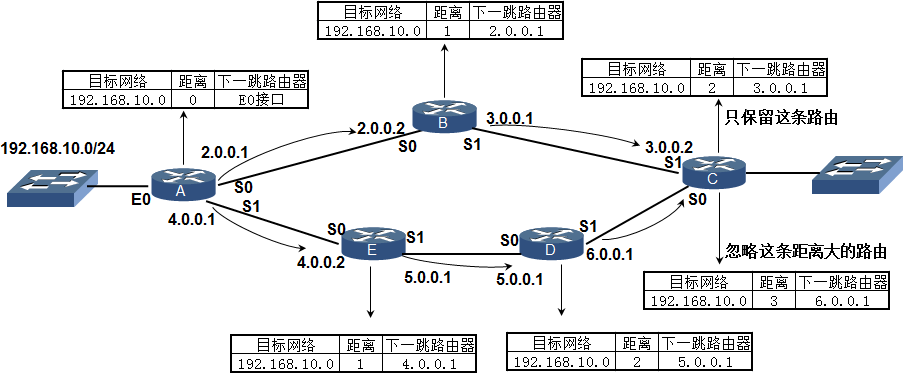 目标网络 距离 下一跳路由器
192.168.10.0 1 2.0.0.1
目标网络 距离 下一跳路由器
192.168.10.0 0 E0接口
目标网络 距离 下一跳路由器
192.168.10.0 2 3.0.0.1
只保留这条路由
B
2.0.0.2
3.0.0.1
S0
S1
192.168.10.0/24
2.0.0.1
3.0.0.2
A
S0
E0
S1
4.0.0.1
S1
C
S0
S0
E
S1
4.0.0.2
5.0.0.1
S0
D
S1
5.0.0.1
6.0.0.1
忽略这条距离大的路由
目标网络 距离 下一跳路由器
192.168.10.0 3 6.0.0.1
目标网络 距离 下一跳路由器
192.168.10.0 1 4.0.0.1
目标网络 距离 下一跳路由器
192.168.10.0 2 5.0.0.1